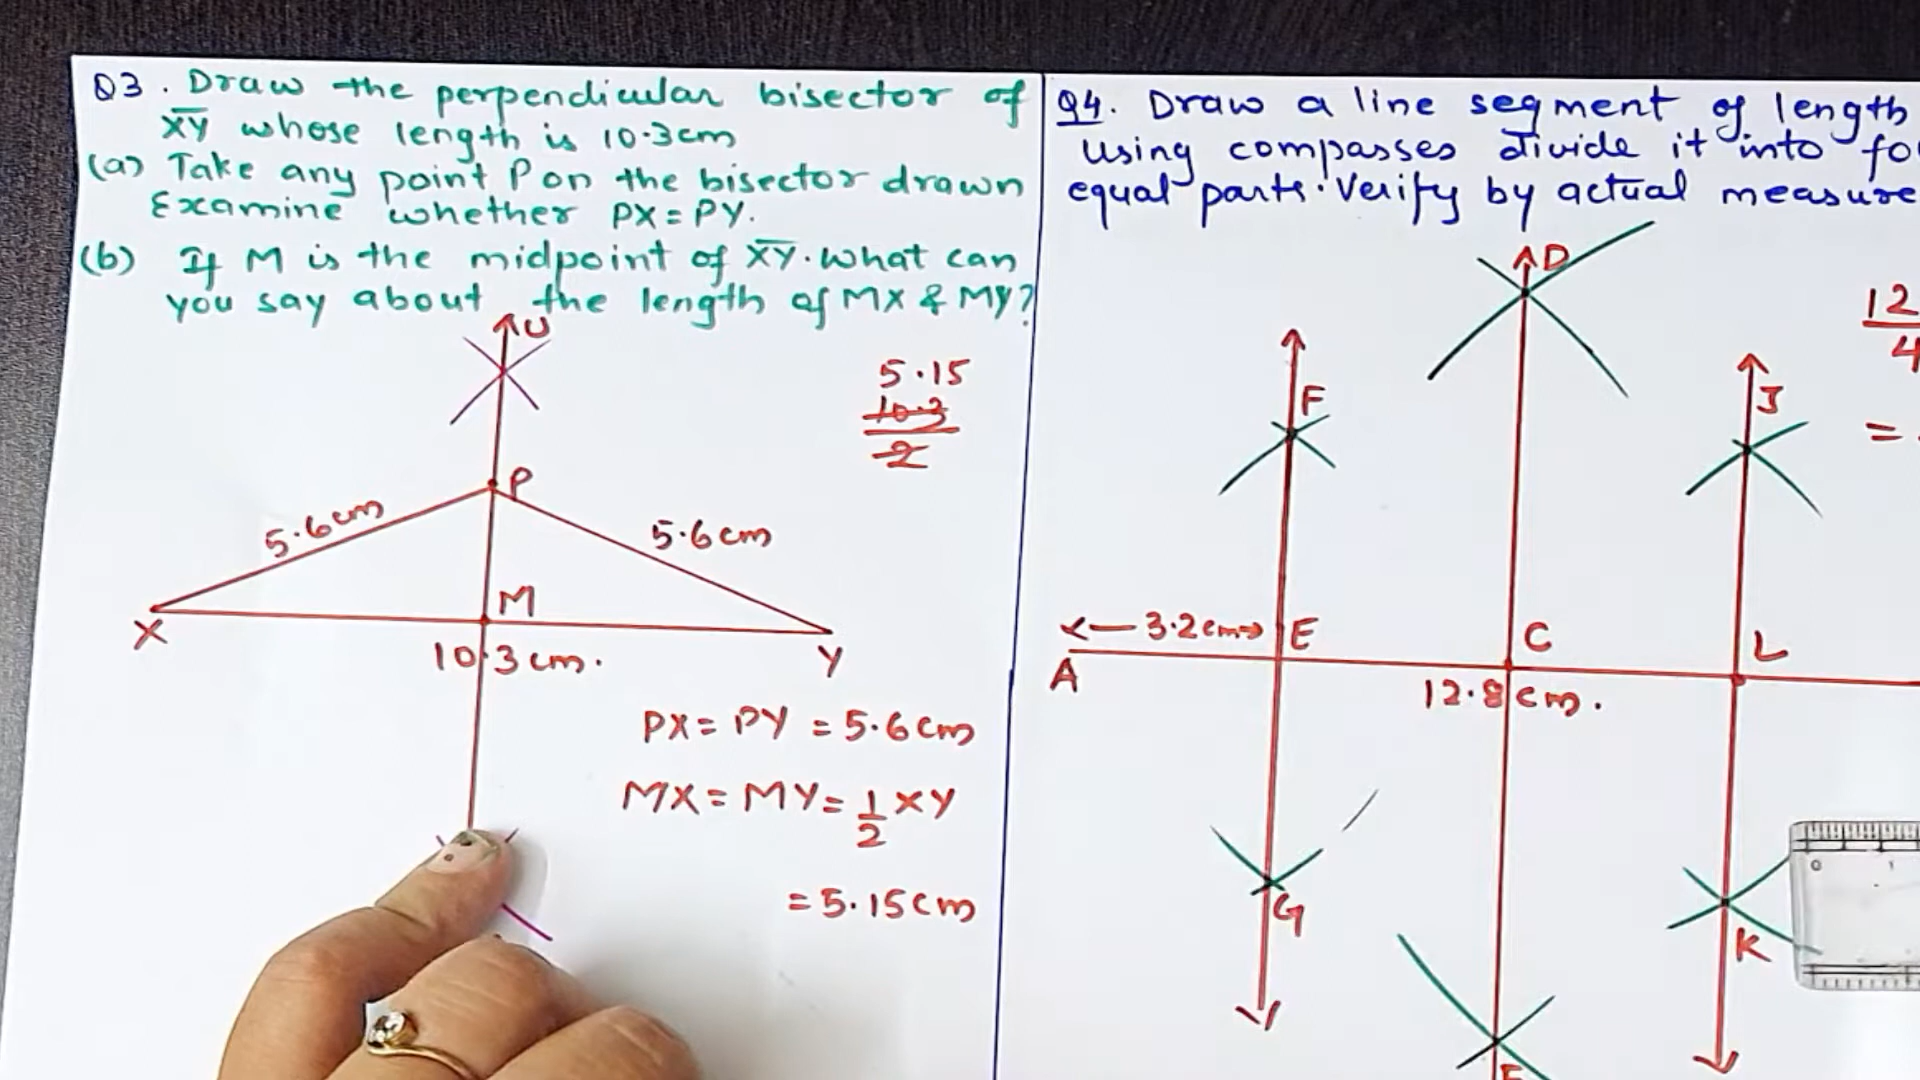 Q3. Draw the perpendicular bisector of
XY whose length is 10.3cm
(a) Take any point P on the bisector drawn
Examine whether PX = PY.
(b) If M is the midpoint of XY. What can
you say about the length of MX & MY?
U
5.15
10.3
2
P
5.6cm
5.6cm
M
X
Y
10.3cm.
PX = PY = 5.6cm
MX = MY = 1/2 XY
= 5.15cm
Q4. Draw a line segment of length
Using compasses divide it into
equal parts. Verify by actual
D
12
4
=
F
J
3.2cm
E
C
L
A
12.8cm.
G
K
0
1